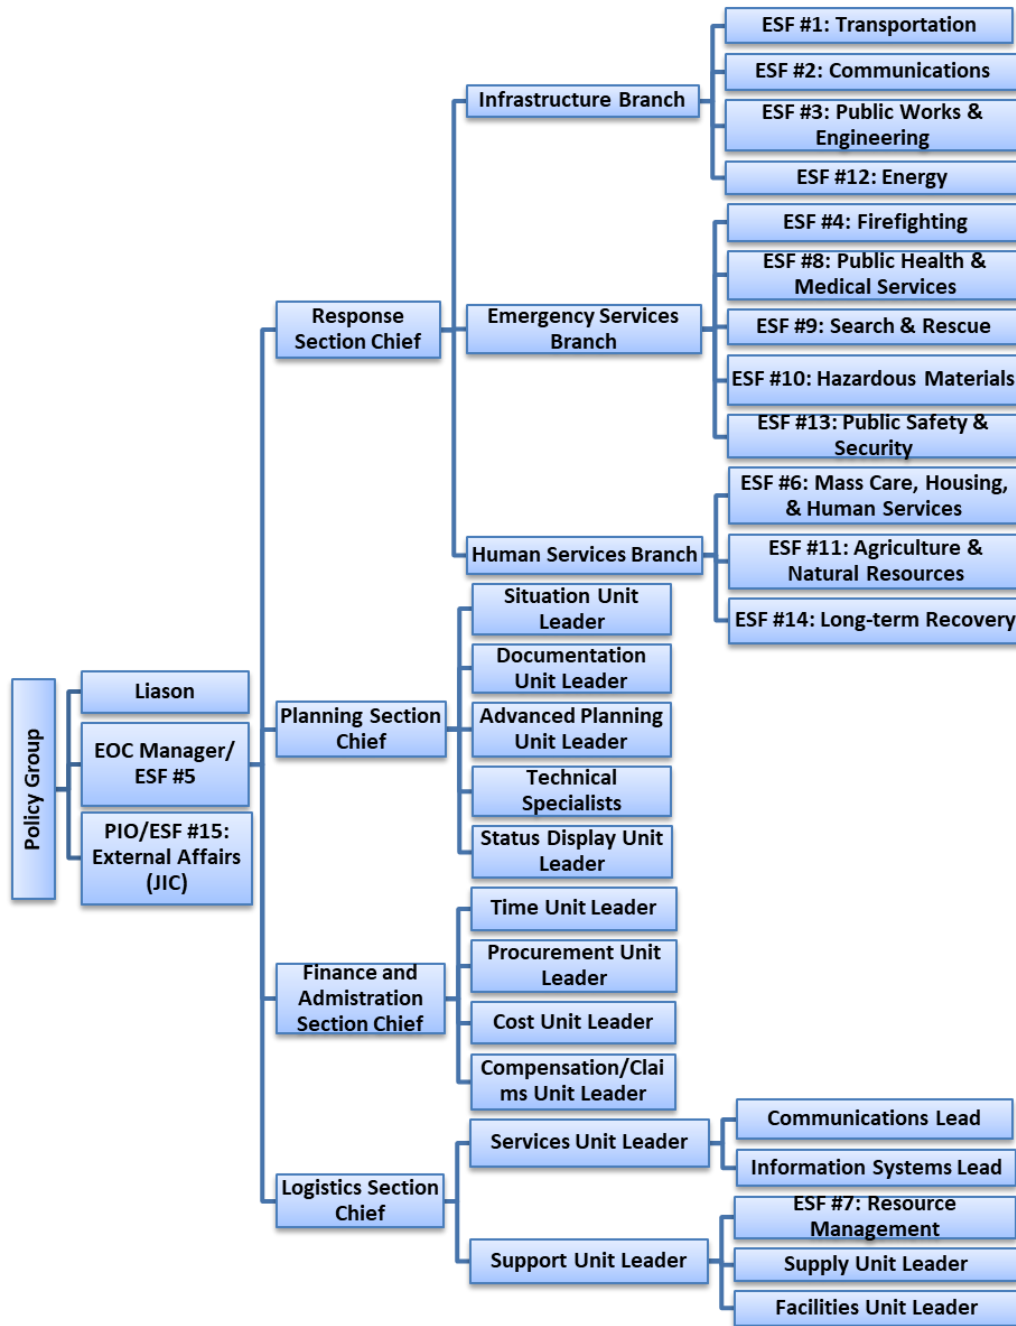 Policy Group
Liason
EOC Manager/
ESF #5
PIO/ESF #15:
External Affairs
(JIC)
Response
Section Chief
Infrastructure Branch
ESF #1: Transportation
ESF #2: Communications
ESF #3: Public Works &
Engineering
ESF #12: Energy
Emergency Services
Branch
ESF #4: Firefighting
ESF #8: Public Health &
Medical Services
ESF #9: Search & Rescue
ESF #10: Hazardous Materials
ESF #13: Public Safety &
Security
Human Services Branch
ESF #6: Mass Care, Housing,
& Human Services
ESF #11: Agriculture &
Natural Resources
ESF #14: Long-term Recovery
Planning Section
Chief
Situation Unit
Leader
Documentation
Unit Leader
Advanced Planning
Unit Leader
Technical
Specialists
Status Display Unit
Leader
Finance and
Admistration
Section Chief
Time Unit Leader
Procurement Unit
Leader
Cost Unit Leader
Compensation/Clai
ms Unit Leader
Logistics Section
Chief
Services Unit Leader
Communications Lead
Information Systems Lead
Support Unit Leader
ESF #7: Resource
Management
Supply Unit Leader
Facilities Unit Leader